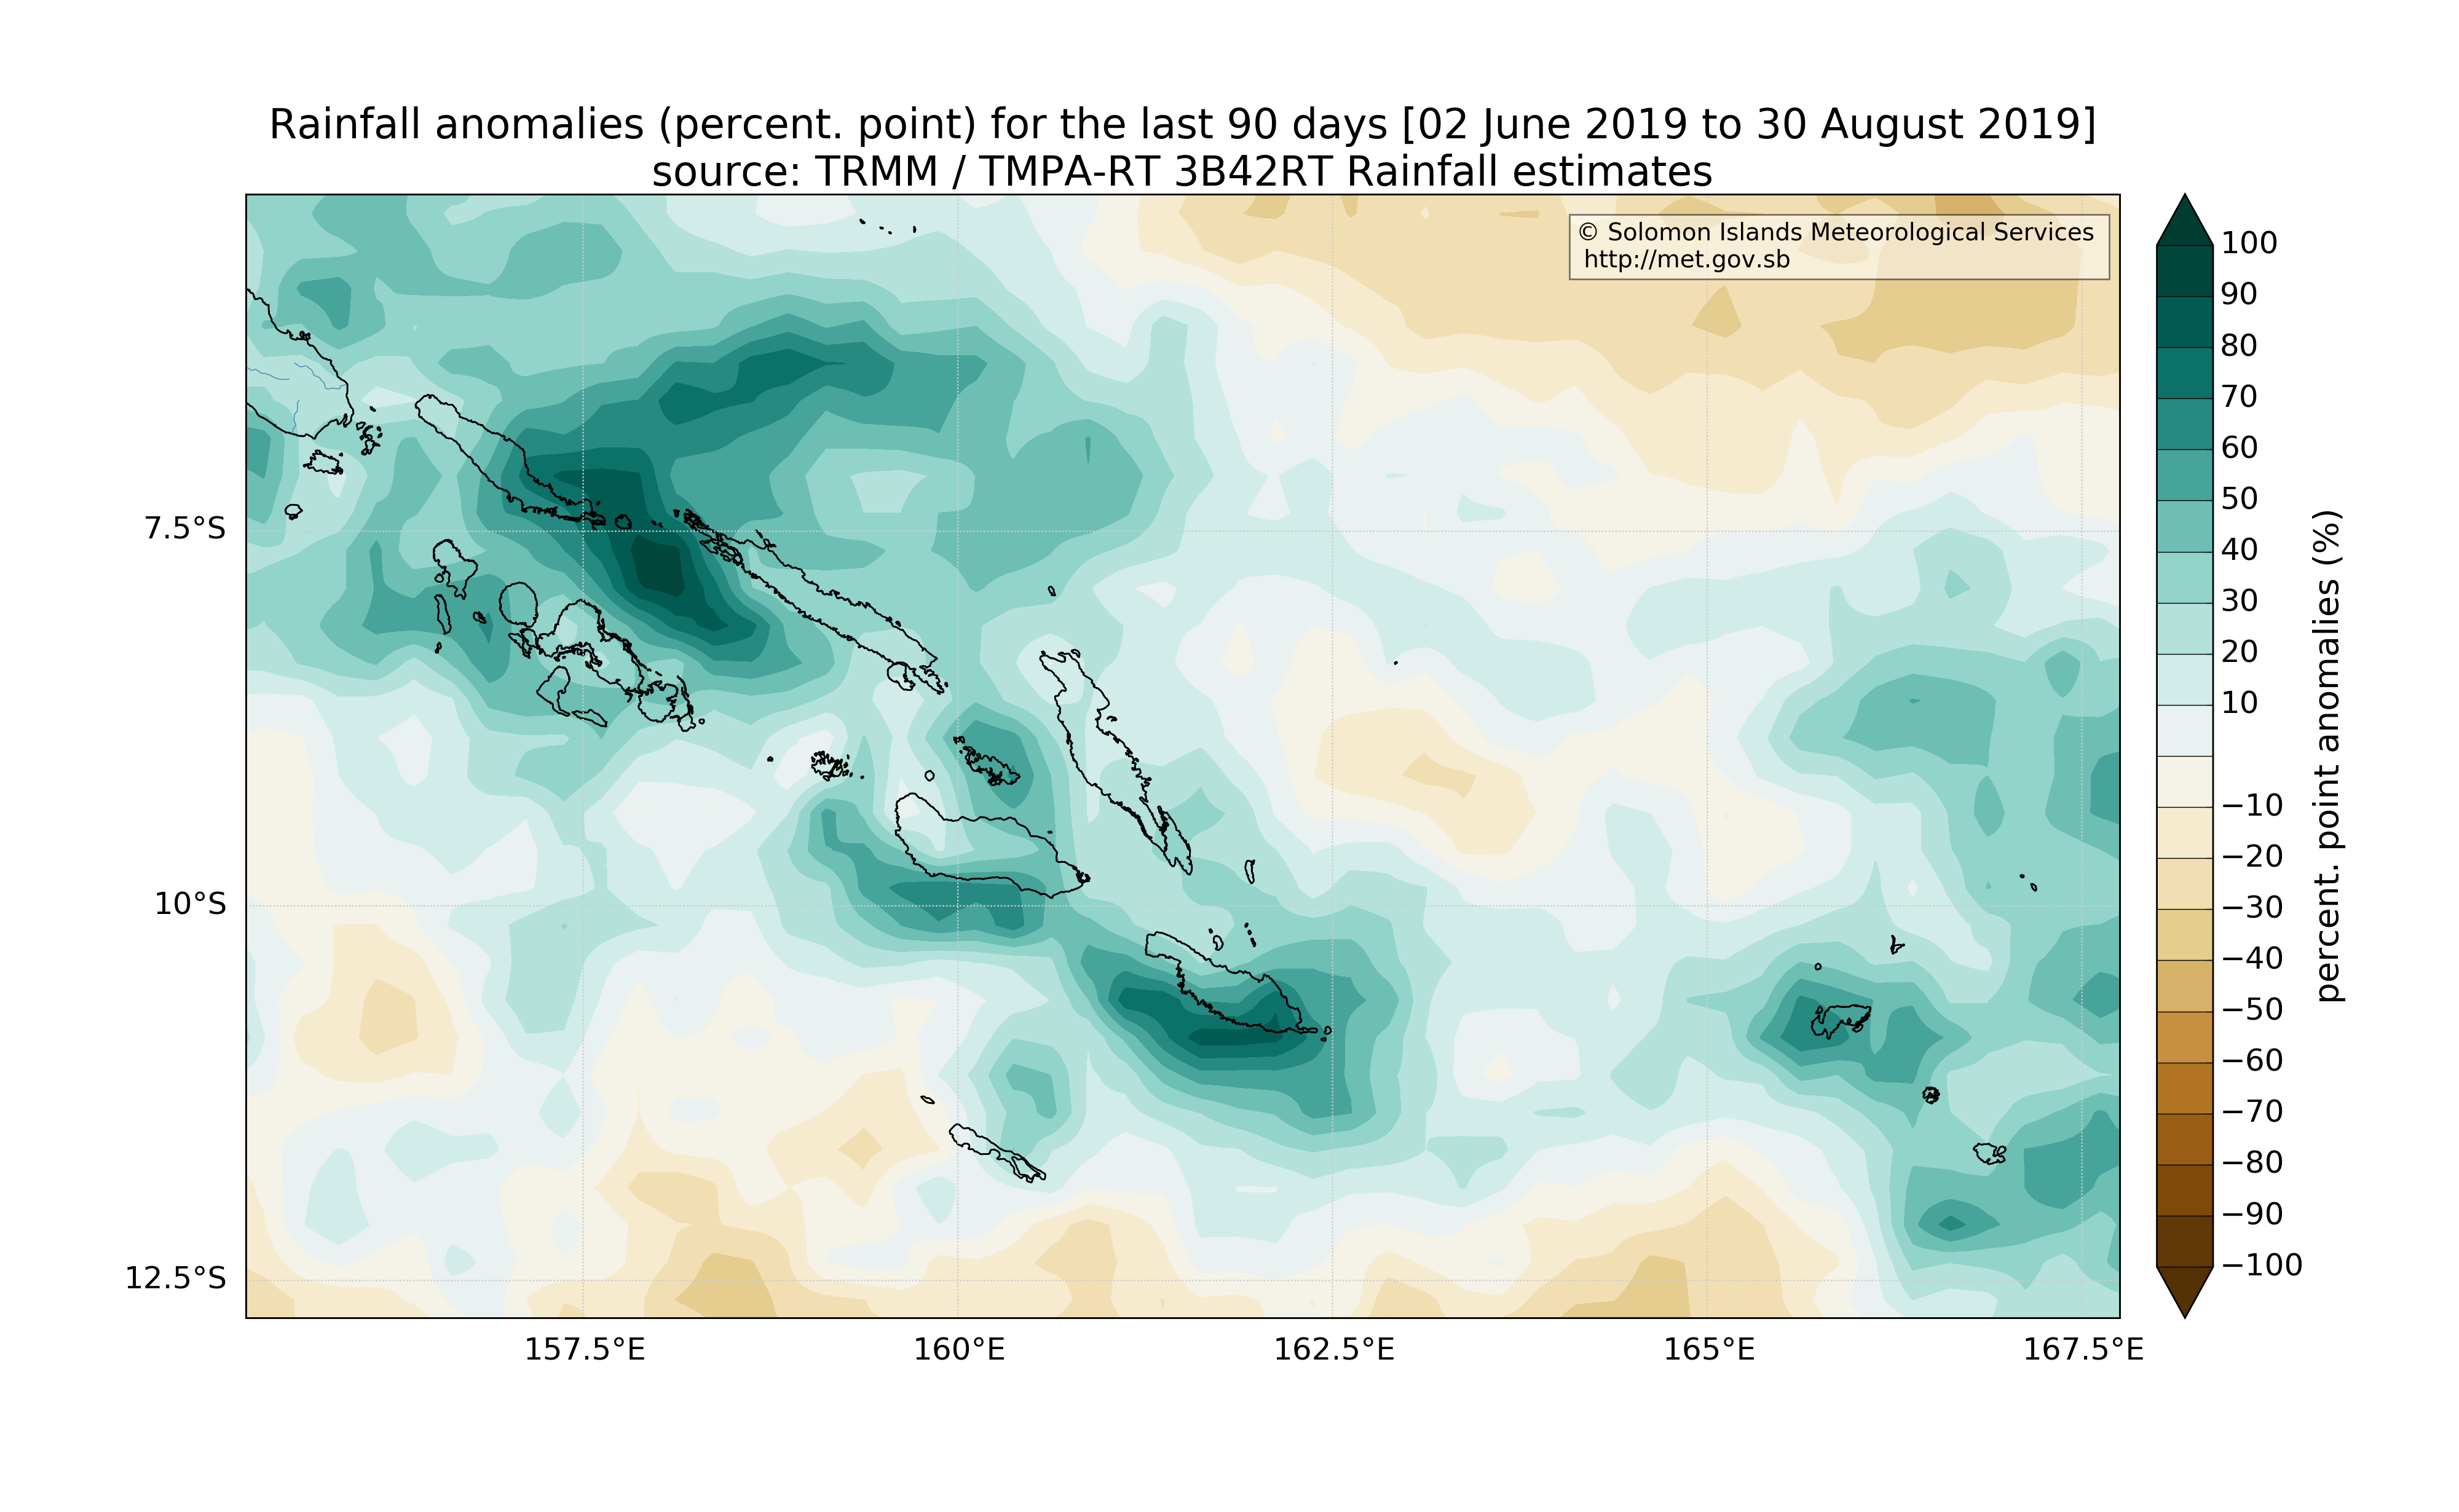 Rainfall anomalies (percent. point) for the last 90 days [02 June 2019 to 30 August 2019]
source: TRMM / TMPA-RT 3B42RT Rainfall estimates
© Solomon Islands Meteorological Services
http://met.gov.sb
7.5°S
10°S
12.5°S
157.5°E
160°E
162.5°E
165°E
167.5°E
100
90
80
70
60
50
40
30
20
10
−10
−20
−30
−40
−50
−60
−70
−80
−90
−100
percent. point anomalies (%)